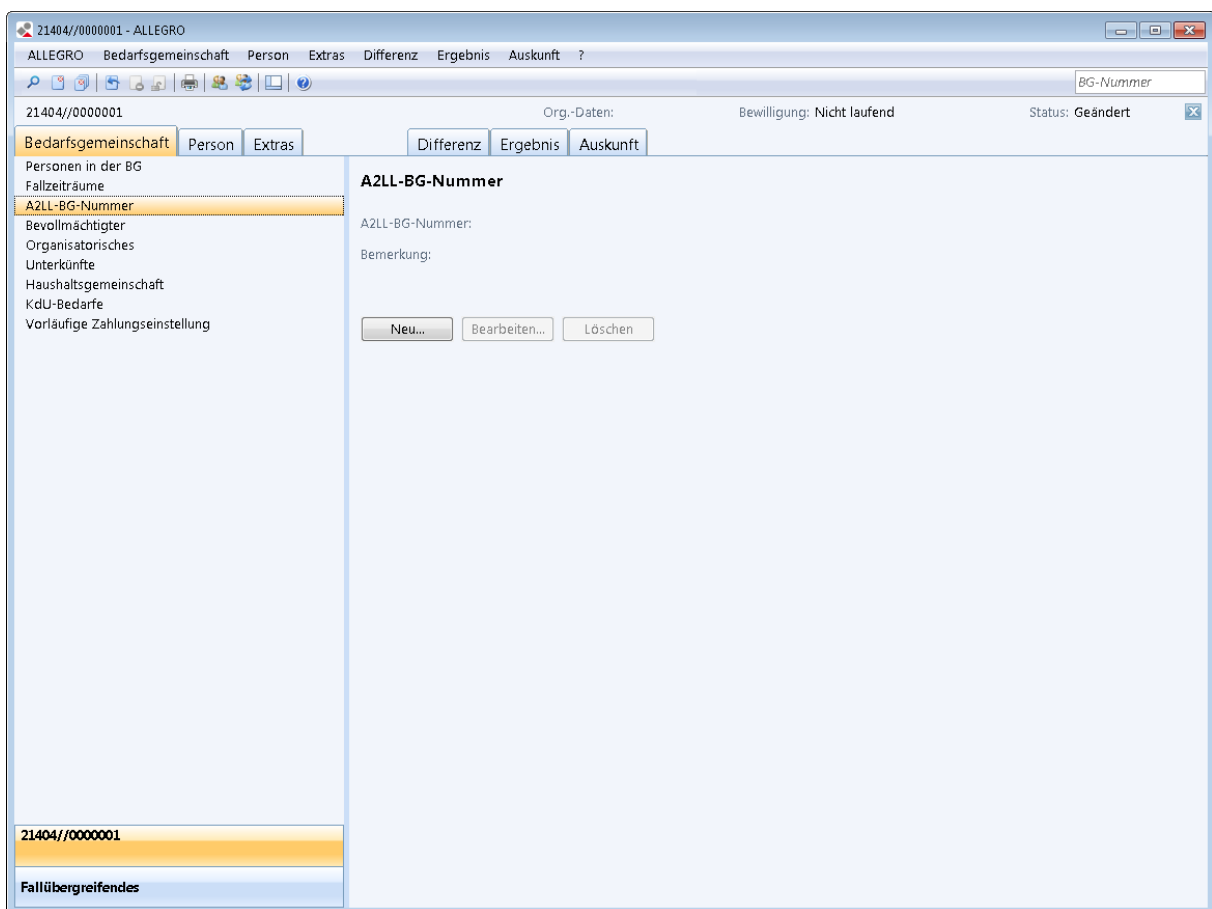 21404//0000001 - ALLEGRO
ALLEGRO Bedarfsgemeinschaft Person Extras Differenz Ergebnis Auskunft ?
BG-Nummer
21404//0000001 Org.-Daten: Bewilligung: Nicht laufend Status: Geändert
Bedarfsgemeinschaft Person Extras Differenz Ergebnis Auskunft
Personen in der BG
Fallzeiträume
A2LL-BG-Nummer
Bevollmächtigter
Organisatorisches
Unterkünfte
Haushaltsgemeinschaft
KdU-Bedarfe
Vorläufige Zahlungseinstellung
A2LL-BG-Nummer
A2LL-BG-Nummer:
Bemerkung:
Neu... Bearbeiten... Löschen
21404//0000001
Fallübergreifendes